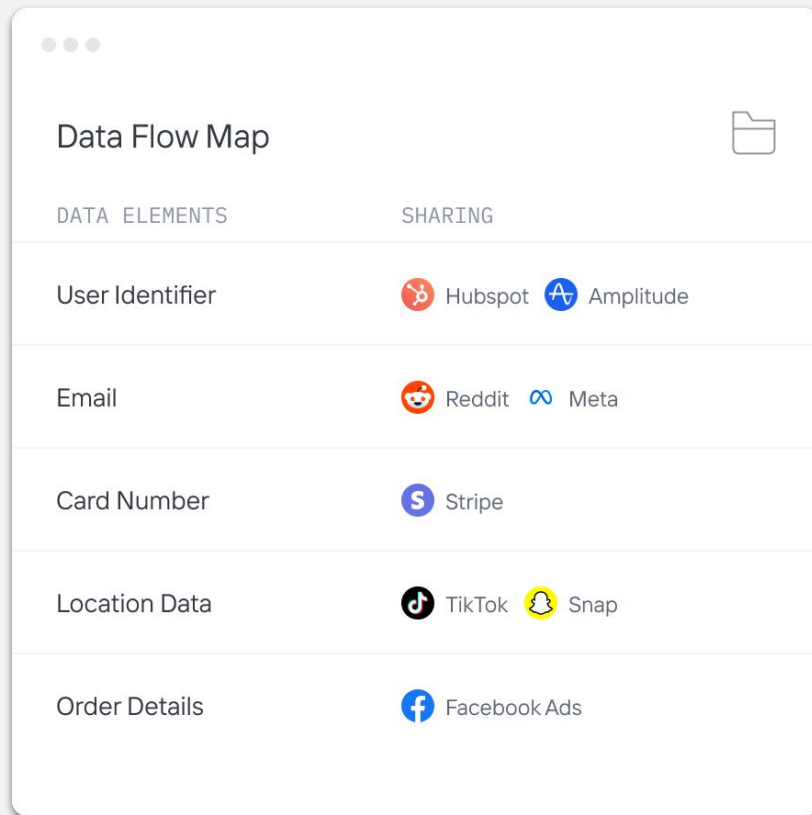 Data Flow Map
DATA ELEMENTS SHARING
User Identifier Hubspot Amplitude
Email Reddit Meta
Card Number S Stripe
Location Data TikTok Snap
Order Details Facebook Ads